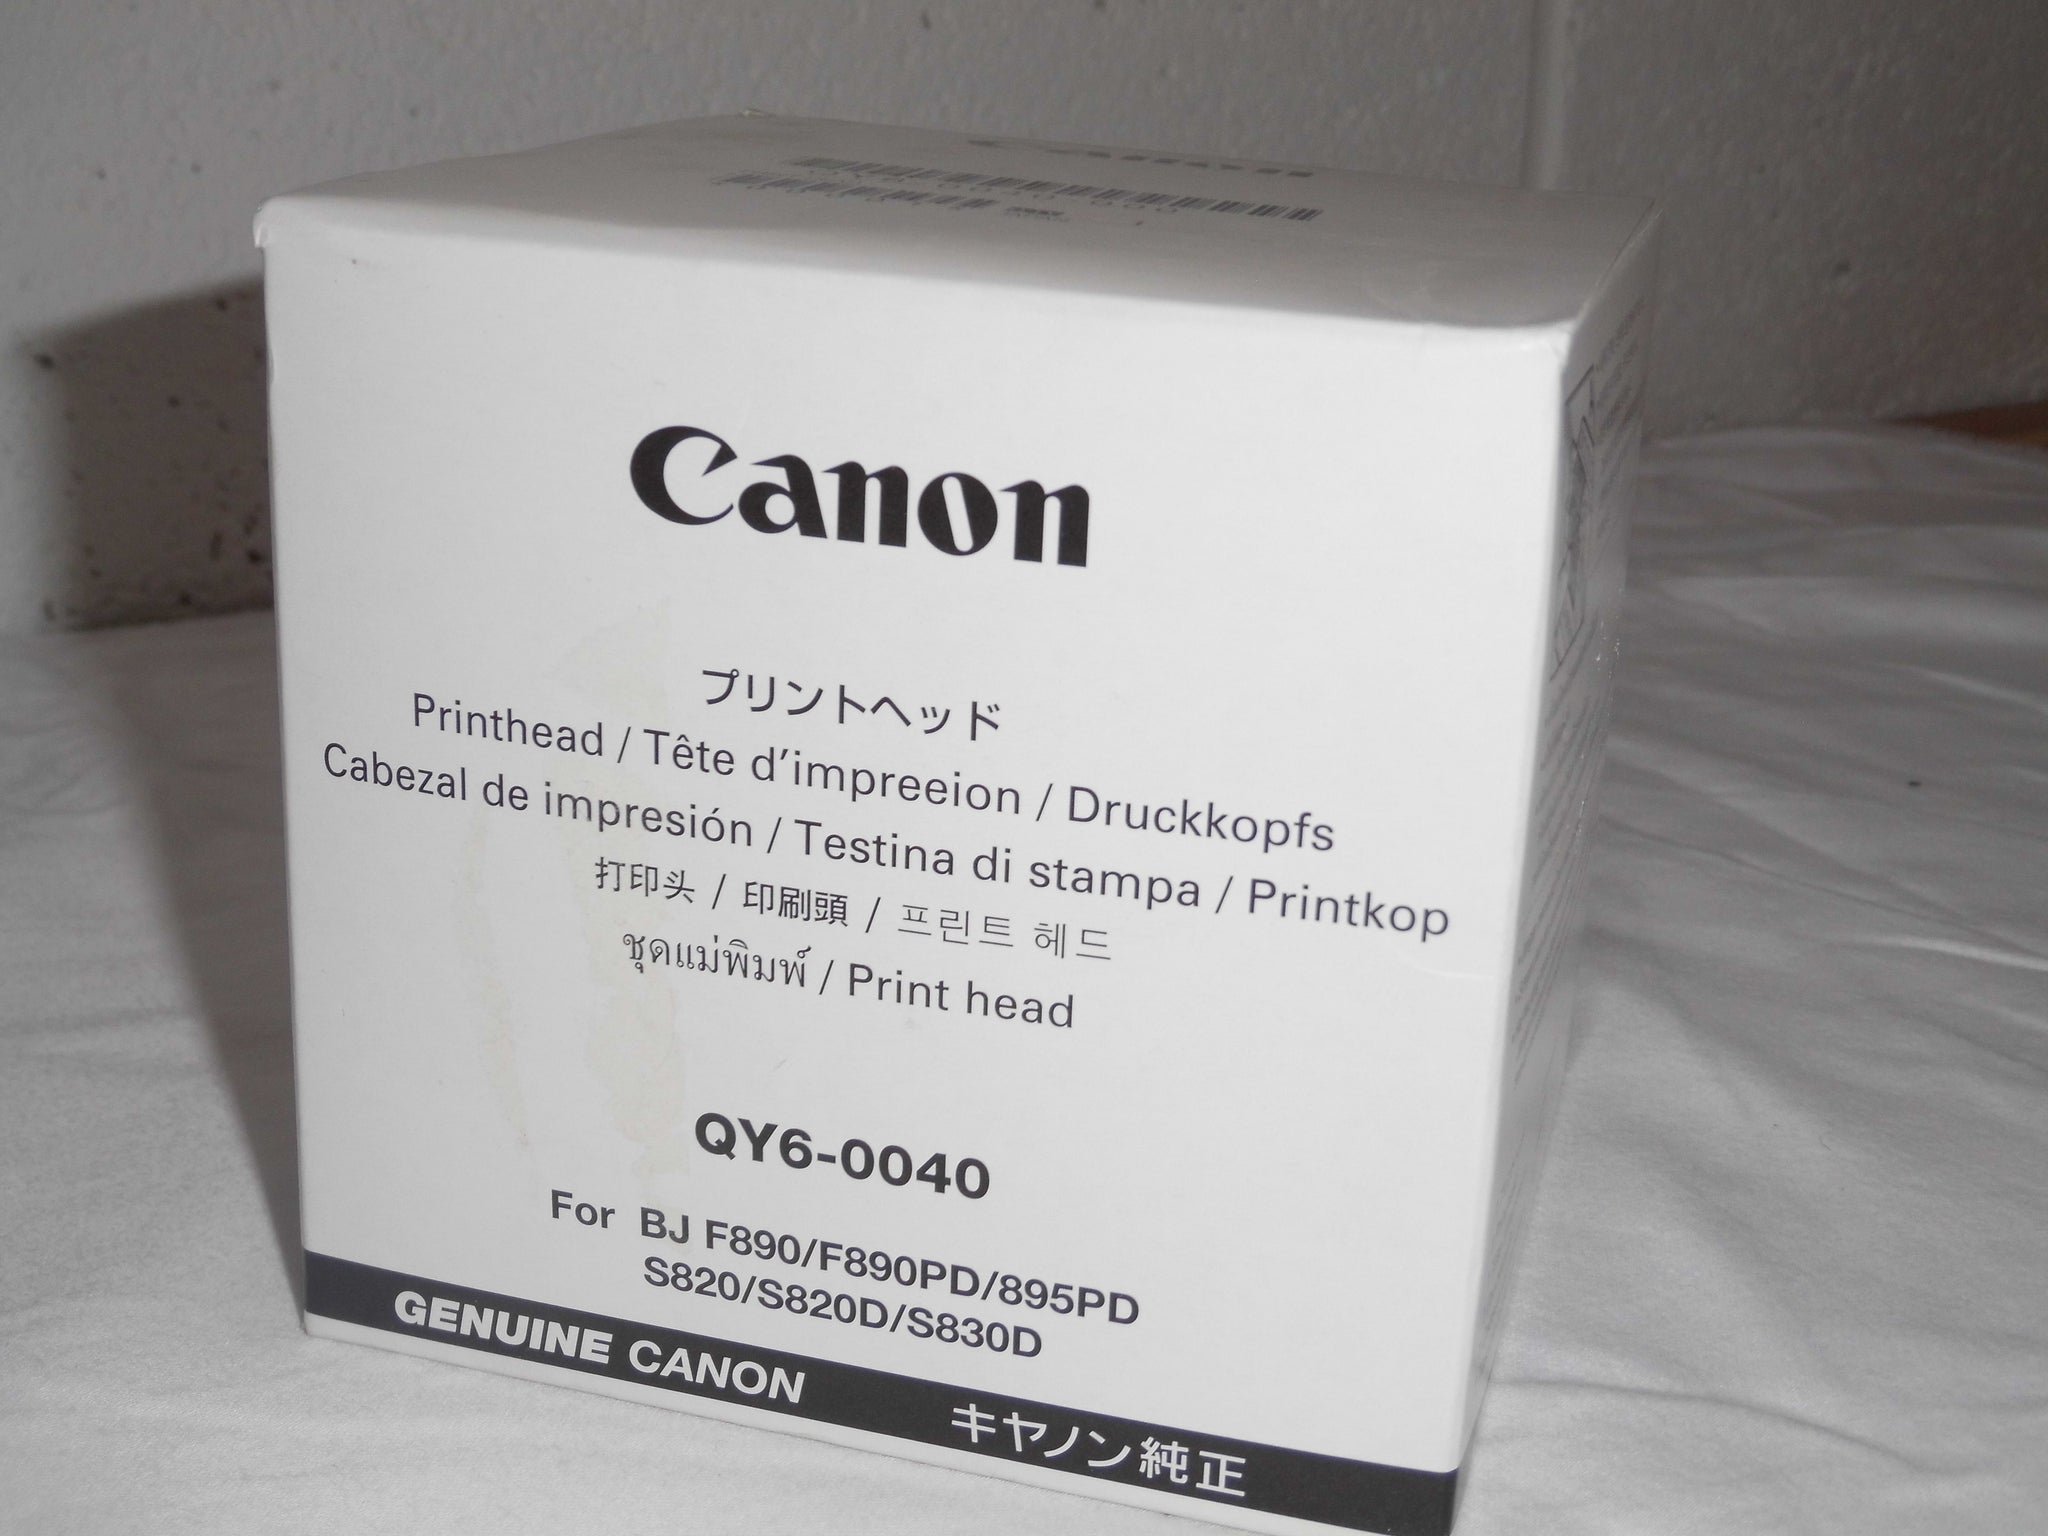 Canon
Canon
プリントヘッド
Printhead / Tête d'impreeion / Druckkopfs
Cabezal de impresión / Testina di stampa / Printkop
打印头 / 印刷頭 / 프린트 헤드
ชุดแม่พิมพ์ / Print head
QY6-0040
For BJ F890/F890PD/895PD
S820/S820D/S830D
GENUINE CANON キヤノン純正